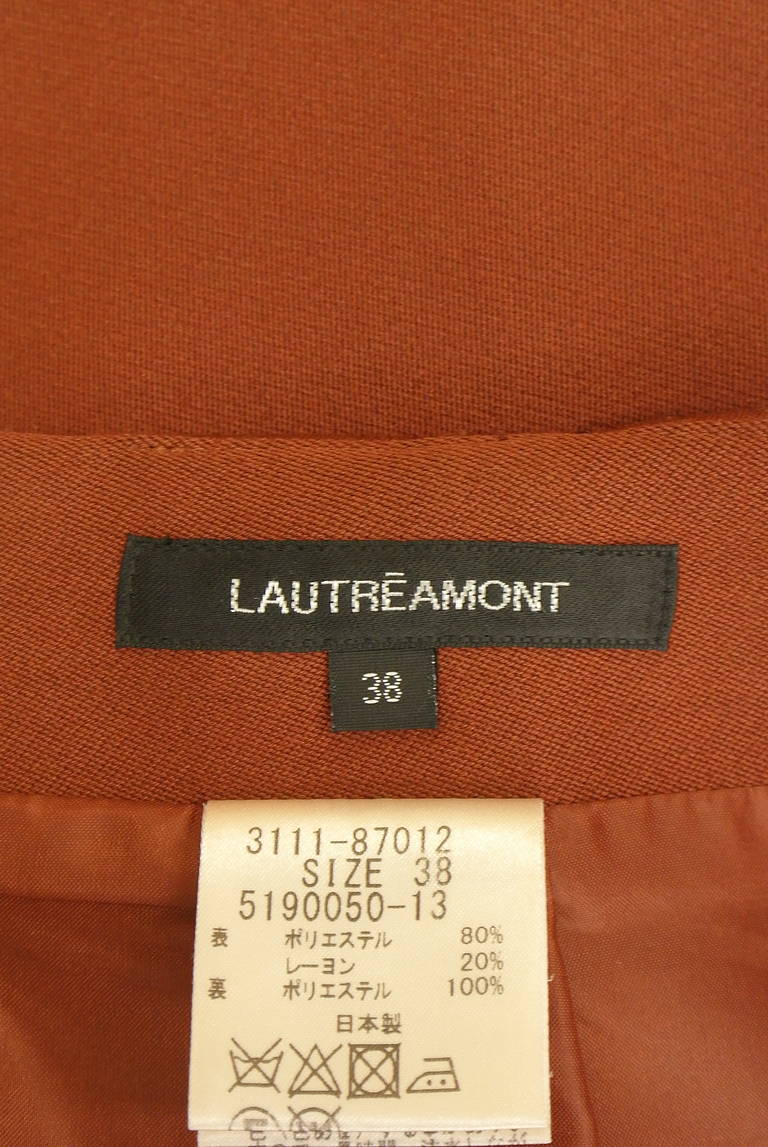 LAUTRÉAMONT
38
3111-87012
SIZE 38
5190050-13
表 ポリエステル 80%
レーヨン 20%
裏 ポリエステル 100%
日本製